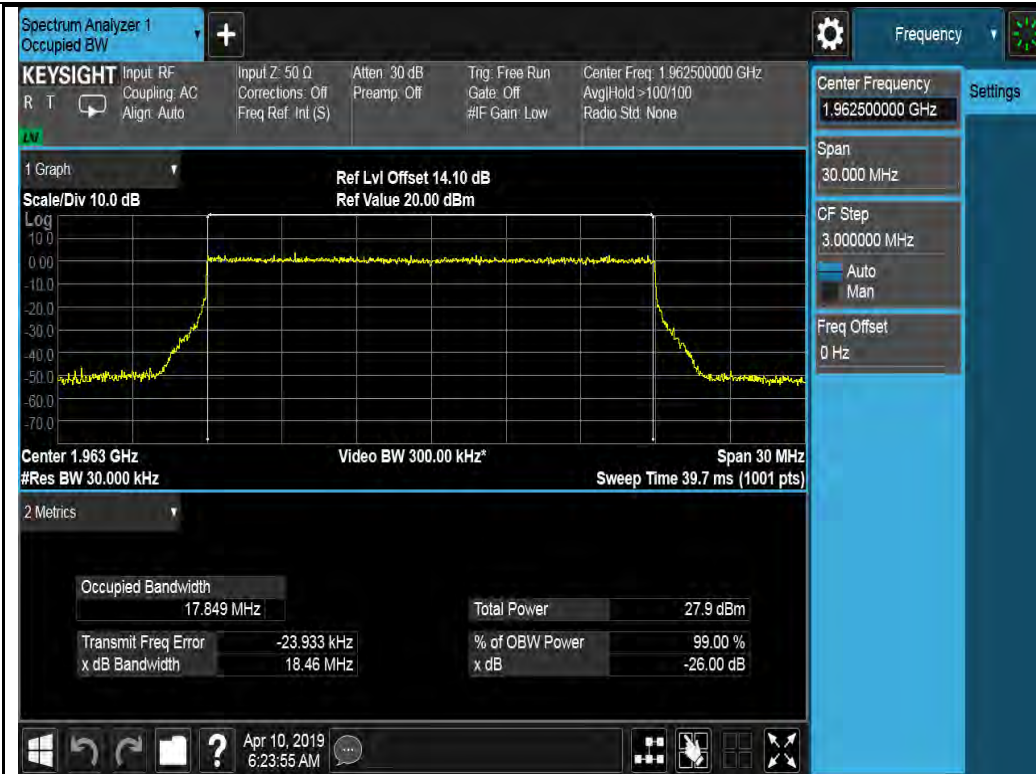 Spectrum Analyzer 1
Occupied BW
+
Frequency
KEYSIGHT
R T
LNI
Input: RF
Coupling: AC
Align: Auto
Input Z: 50 Ω
Corrections: Off
Freq Ref: Int (S)
Atten: 30 dB
Preamp: Off
Trig: Free Run
Gate: Off
#IF Gain: Low
Center Freq: 1.962500000 GHz
Avg|Hold >100/100
Radio Std: None
Center Frequency
1.962500000 GHz
Settings
Span
30.000 MHz
CF Step
3.000000 MHz
Auto
Man
Freq Offset
0 Hz
1 Graph
Scale/Div 10.0 dB
Ref Lvl Offset 14.10 dB
Ref Value 20.00 dBm
Log
10.0
0.00
-10.0
-20.0
-30.0
-40.0
-50.0
-60.0
-70.0
Center 1.963 GHz
#Res BW 30.000 kHz
Video BW 300.00 kHz*
Span 30 MHz
Sweep Time 39.7 ms (1001 pts)
2 Metrics
Occupied Bandwidth
17.849 MHz
Transmit Freq Error -23.933 kHz
x dB Bandwidth 18.46 MHz
Total Power 27.9 dBm
% of OBW Power 99.00 %
x dB -26.00 dB
?
Apr 10, 2019
6:23:55 AM